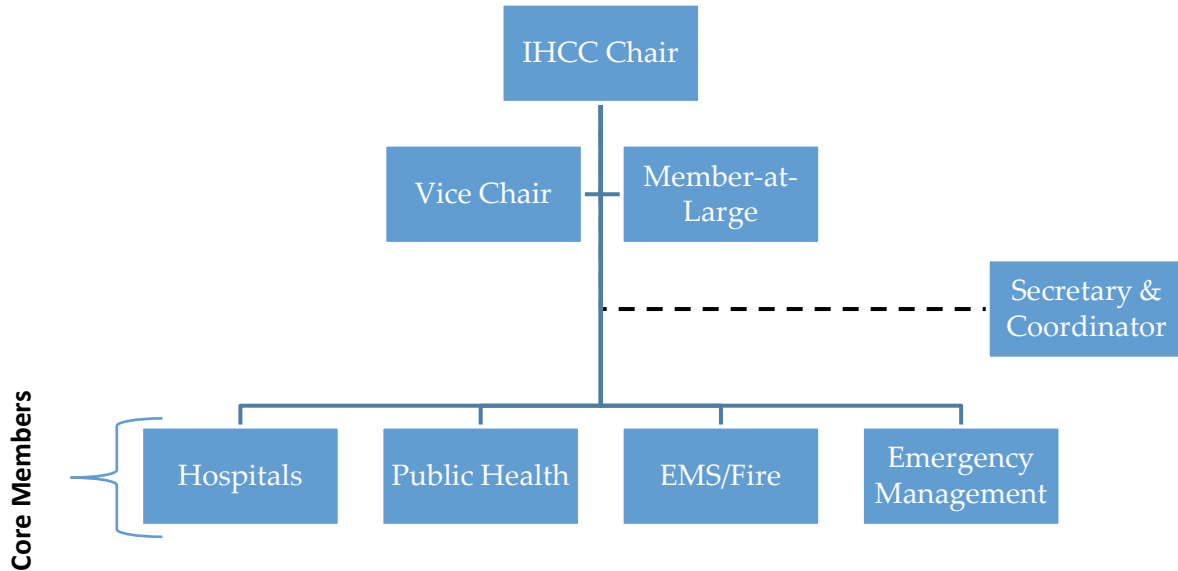 IHCC Chair
Vice Chair
Member-at-
Large
Secretary &
Coordinator
Core Members
Hospitals
Public Health
EMS/Fire
Emergency
Management